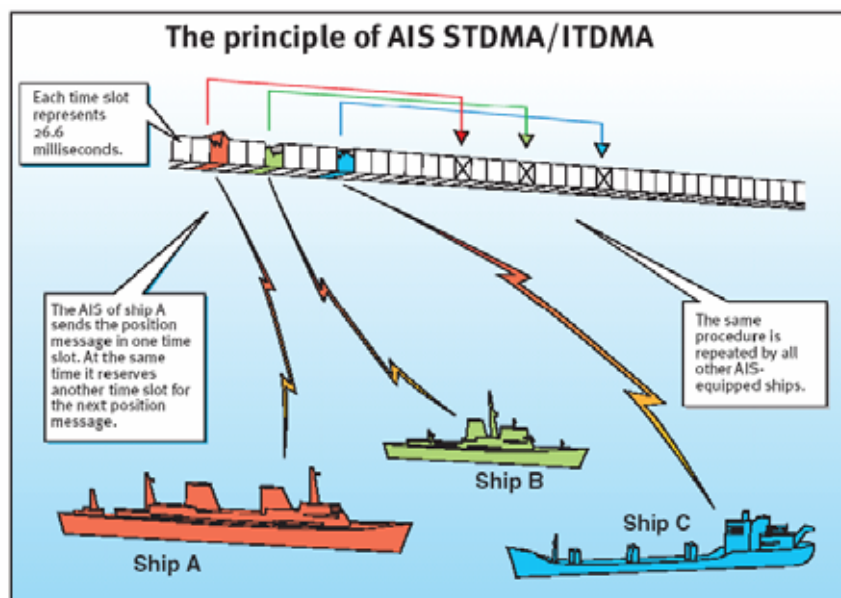 The principle of AIS STDMA/ITDMA
Each time slot
represents
26.6
milliseconds.
The AIS of ship A
sends the position
message in one time
slot. At the same
time it reserves
another time slot for
the next position
message.
The same
procedure is
repeated by all
other AIS-
equipped ships.
Ship B
Ship C
Ship A